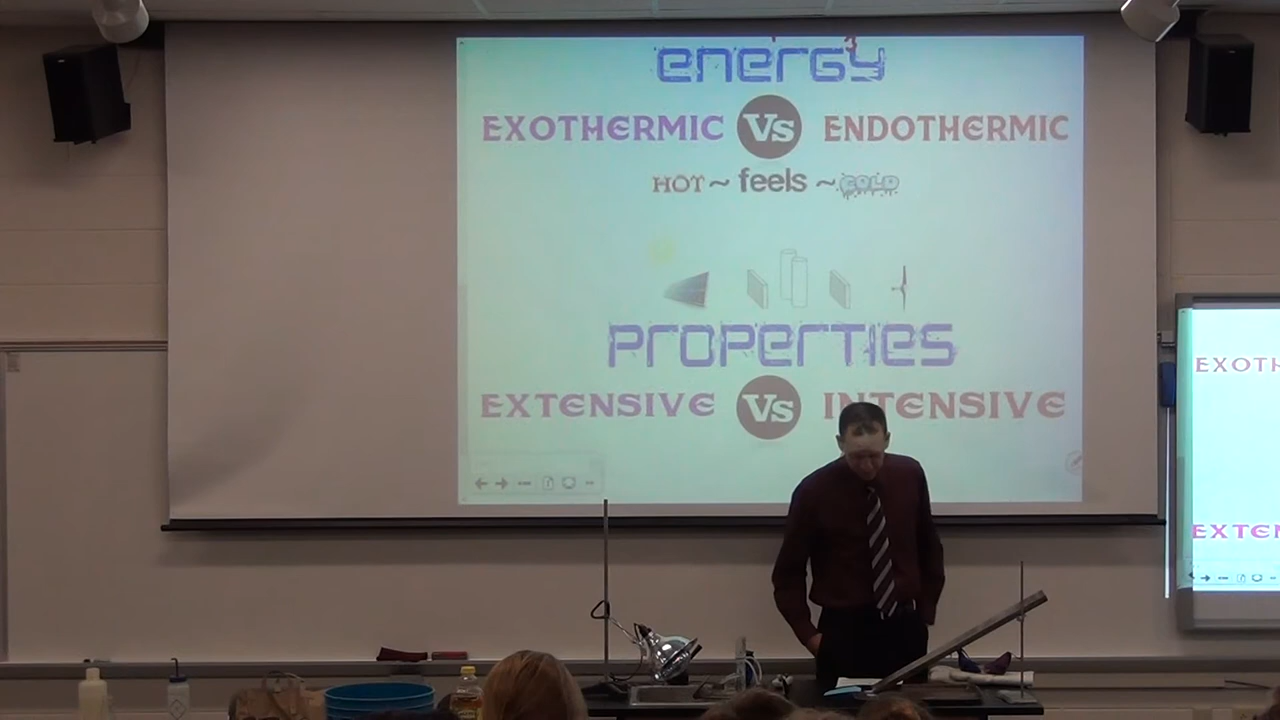 energy
EXOTHERMIC Vs ENDOTHERMIC
HOT ~ feels ~ COLD
PROPERTIES
EXTENSIVE Vs INTENSIVE
EXOTH
EXTEN